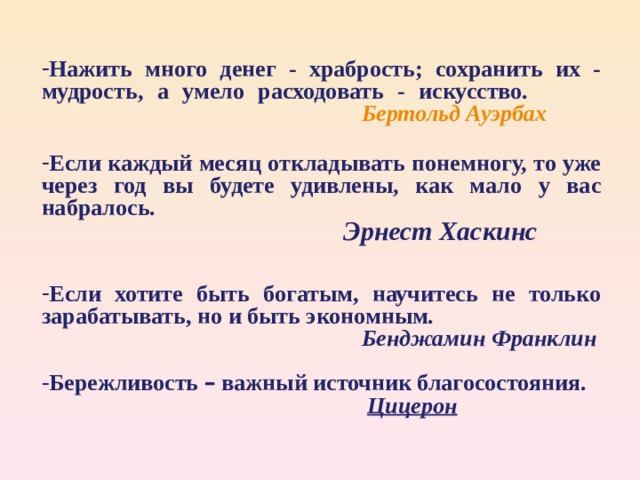 -Нажить много денег - храбрость; сохранить их -
мудрость, а умело расходовать - искусство.
Бертольд Ауэрбах
-Если каждый месяц откладывать понемногу, то уже
через год вы будете удивлены, как мало у вас
набралось.
Эрнест Хаскинс
-Если хотите быть богатым, научитесь не только
зарабатывать, но и быть экономным.
Бенджамин Франклин
-Бережливость – важный источник благосостояния.
Цицерон